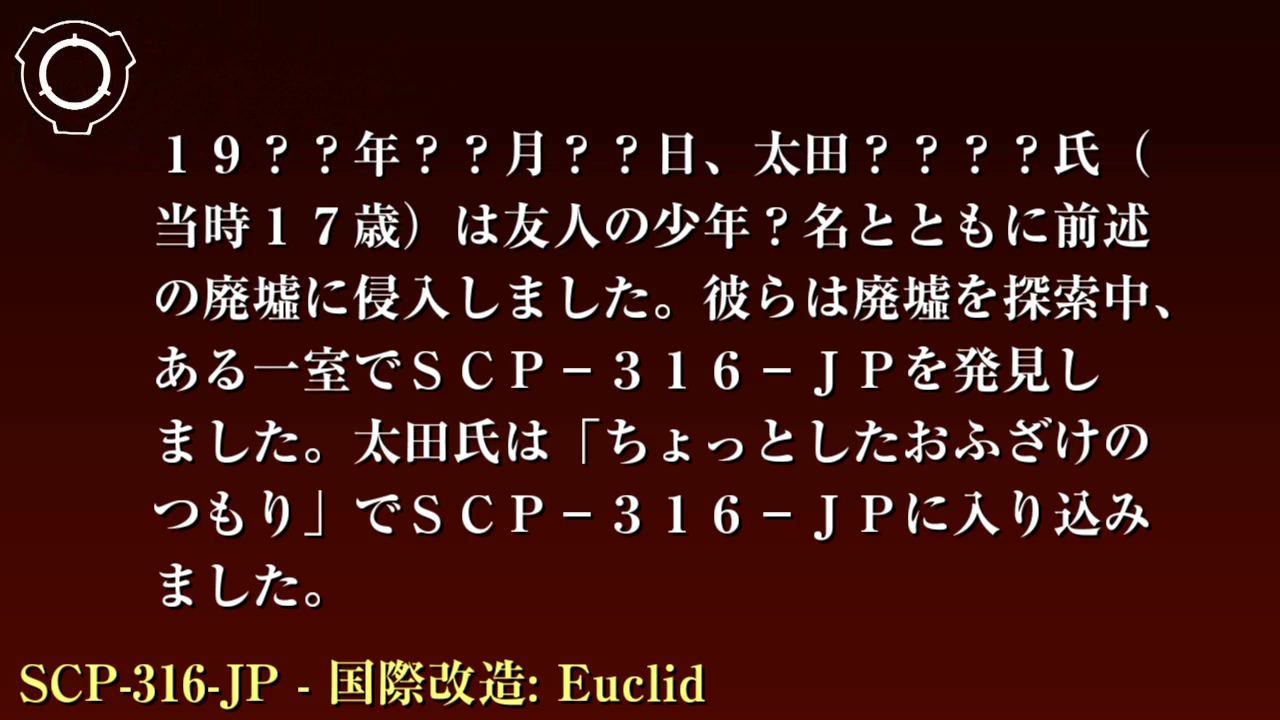 １９？？年？？月？？日、太田？？？？氏（
当時１７歳）は友人の少年？名とともに前述
の廃墟に侵入しました。彼らは廃墟を探索中、
ある一室でＳＣＰ－３１６－ＪＰを発見し
ました。太田氏は「ちょっとしたおふざけの
つもり」でＳＣＰ－３１６－ＪＰに入り込み
ました。
SCP-316-JP - 国際改造: Euclid